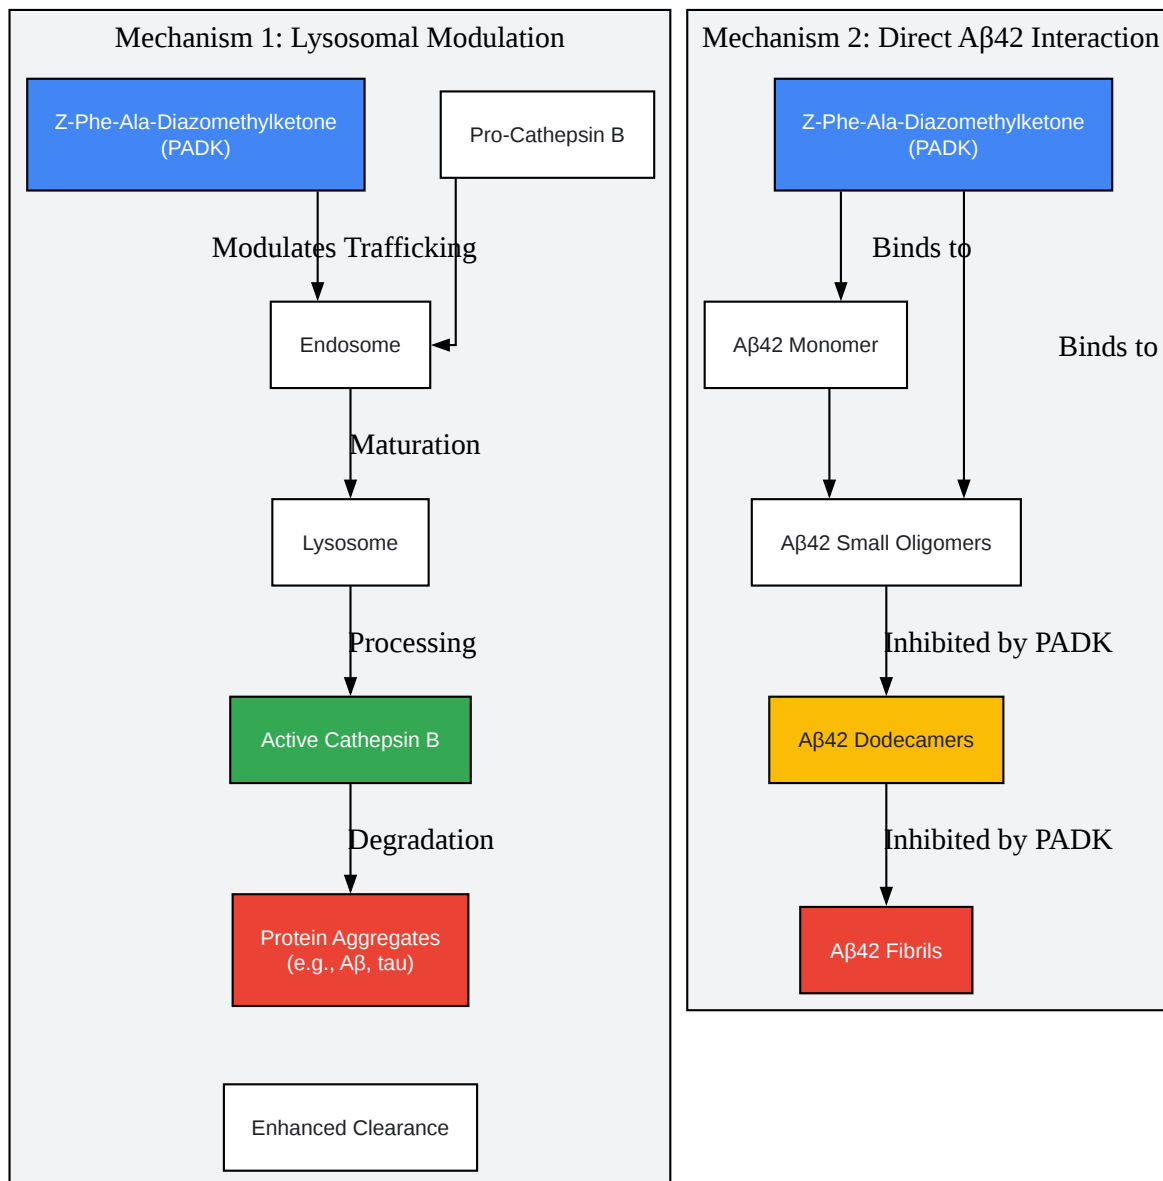 Mechanism 1: Lysosomal Modulation
Z-Phe-Ala-Diazomethylketone
(PADK)
Pro-Cathepsin B
Modulates Trafficking
Endosome
Maturation
Lysosome
Processing
Active Cathepsin B
Degradation
Protein Aggregates
(e.g., Aβ, tau)
Enhanced Clearance
Mechanism 2: Direct Aβ42 Interaction
Z-Phe-Ala-Diazomethylketone
(PADK)
Binds to
Aβ42 Monomer
Binds to
Aβ42 Small Oligomers
Inhibited by PADK
Aβ42 Dodecamers
Inhibited by PADK
Aβ42 Fibrils